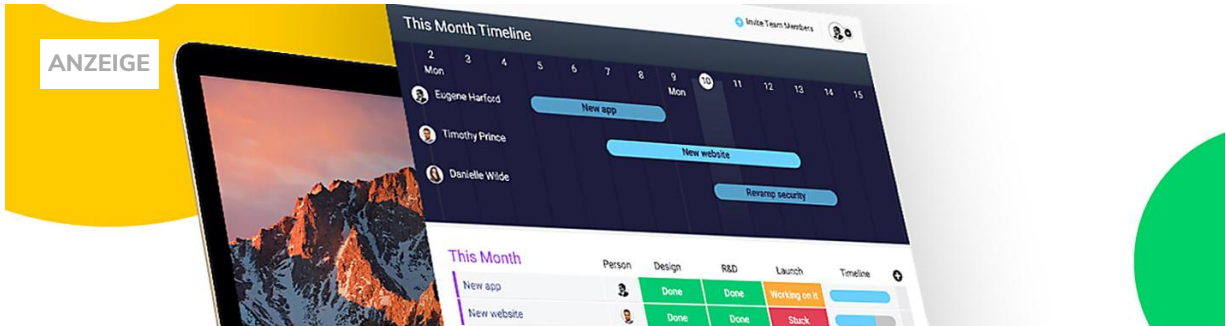 ANZEIGE
This Month Timeline
Invite Team Members
2 3 4 5 6 7 8 9 10 11 12 13 14 15
Mon Mon
Eugene Harford
New app
Timothy Prince
New website
Danielle Wilde
Revamp security
This Month Person Design R&D Launch Timeline
New app Done Done Working on it
New website Done Done Stuck